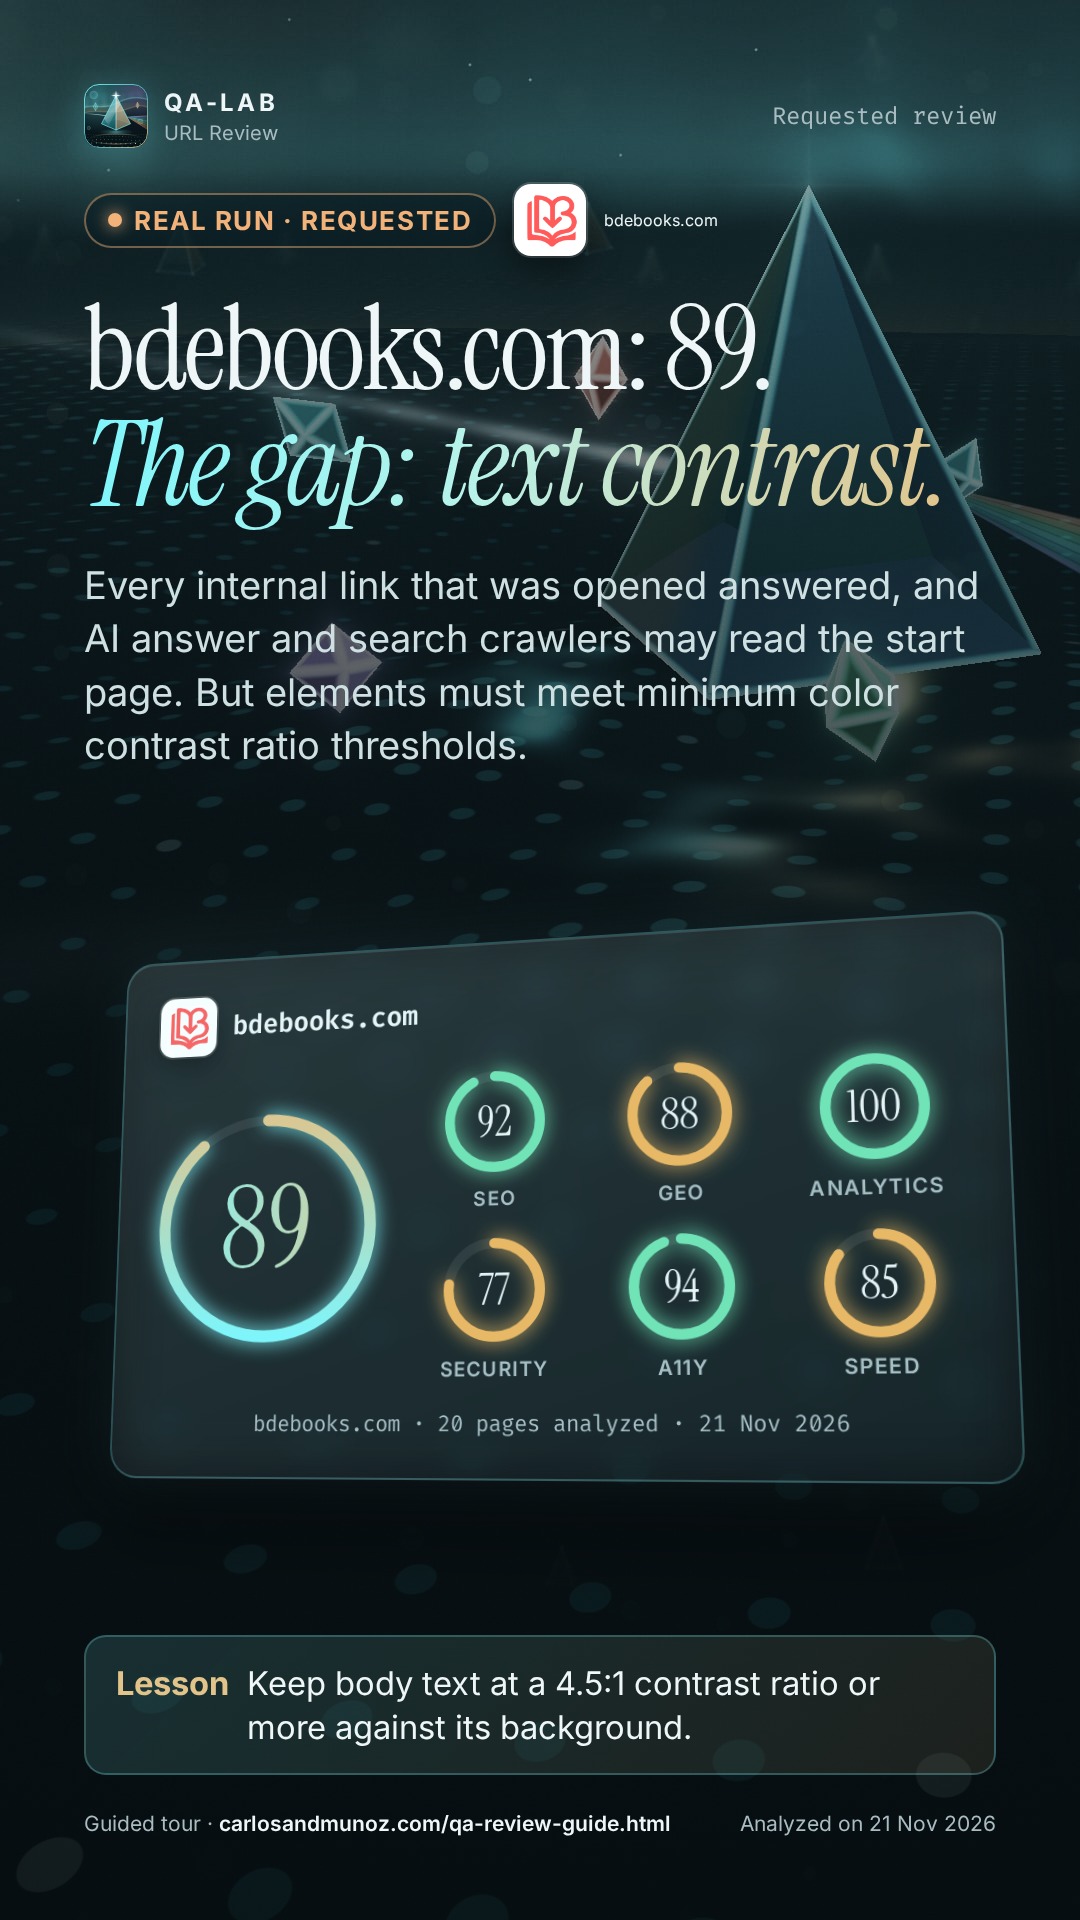 QA-LAB
URL Review
Requested review
REAL RUN · REQUESTED
bdebooks.com
bdebooks.com: 89.
The gap: text contrast.
Every internal link that was opened answered, and
AI answer and search crawlers may read the start
page. But elements must meet minimum color
contrast ratio thresholds.
bdebooks.com
89
92
SEO
88
GEO
100
ANALYTICS
77
SECURITY
94
A11Y
85
SPEED
bdebooks.com · 20 pages analyzed · 21 Nov 2026
Lesson Keep body text at a 4.5:1 contrast ratio or
more against its background.
Guided tour · carlosandmunoz.com/qa-review-guide.html
Analyzed on 21 Nov 2026